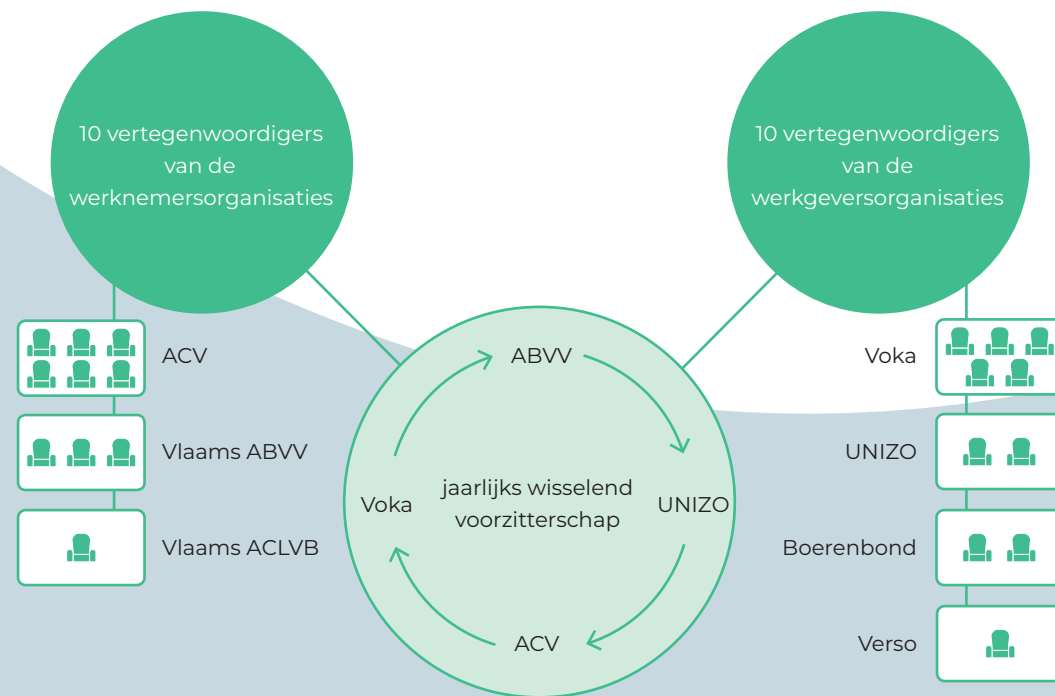 10 vertegenwoordigers
van de
werknemersorganisaties
10 vertegenwoordigers
van de
werkgeversorganisaties
ACV
Vlaams ABVV
Vlaams ACLVB
ABVV
UNIZO
ACV
Voka
jaarlijks wisselend
voorzitterschap
Voka
UNIZO
Boerenbond
Verso